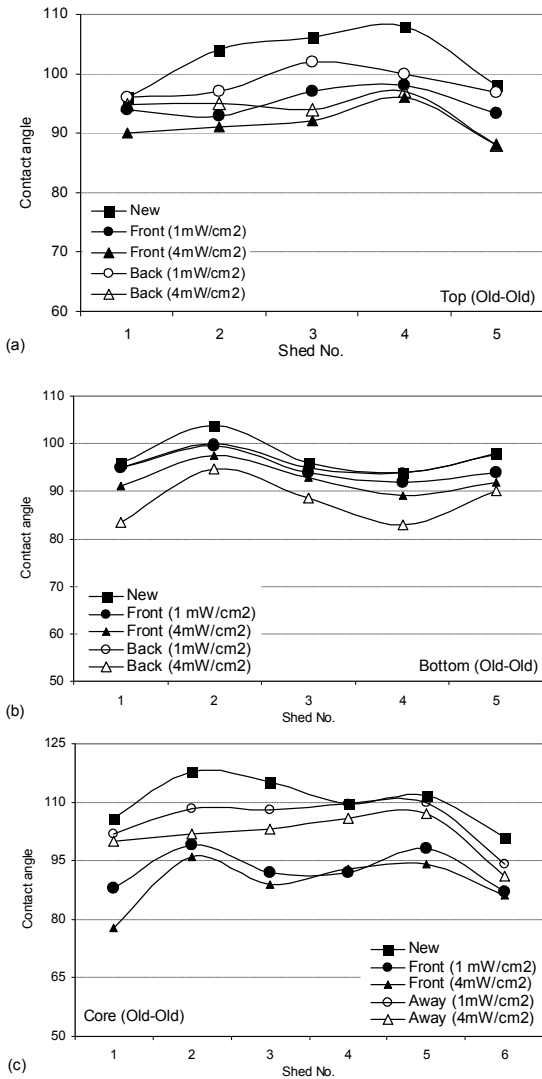 110
100
90
80
70
60
Contact angle
New
Front (1mW/cm2)
Front (4mW/cm2)
Back (1mW/cm2)
Back (4mW/cm2)
Top (Old-Old)
1 2 3 4 5
Shed No.
(a)
110
100
90
80
70
60
50
Contact angle
New
Front (1 mW/cm2)
Front (4mW/cm2)
Back (1mW/cm2)
Back (4mW/cm2)
Bottom (Old-Old)
1 2 3 4 5
Shed No.
(b)
125
110
95
80
65
50
Contact angle
New
Front (1 mW/cm2)
Front (4mW/cm2)
Away (1mW/cm2)
Away (4mW/cm2)
Core (Old-Old)
1 2 3 4 5 6
Shed No.
(c)